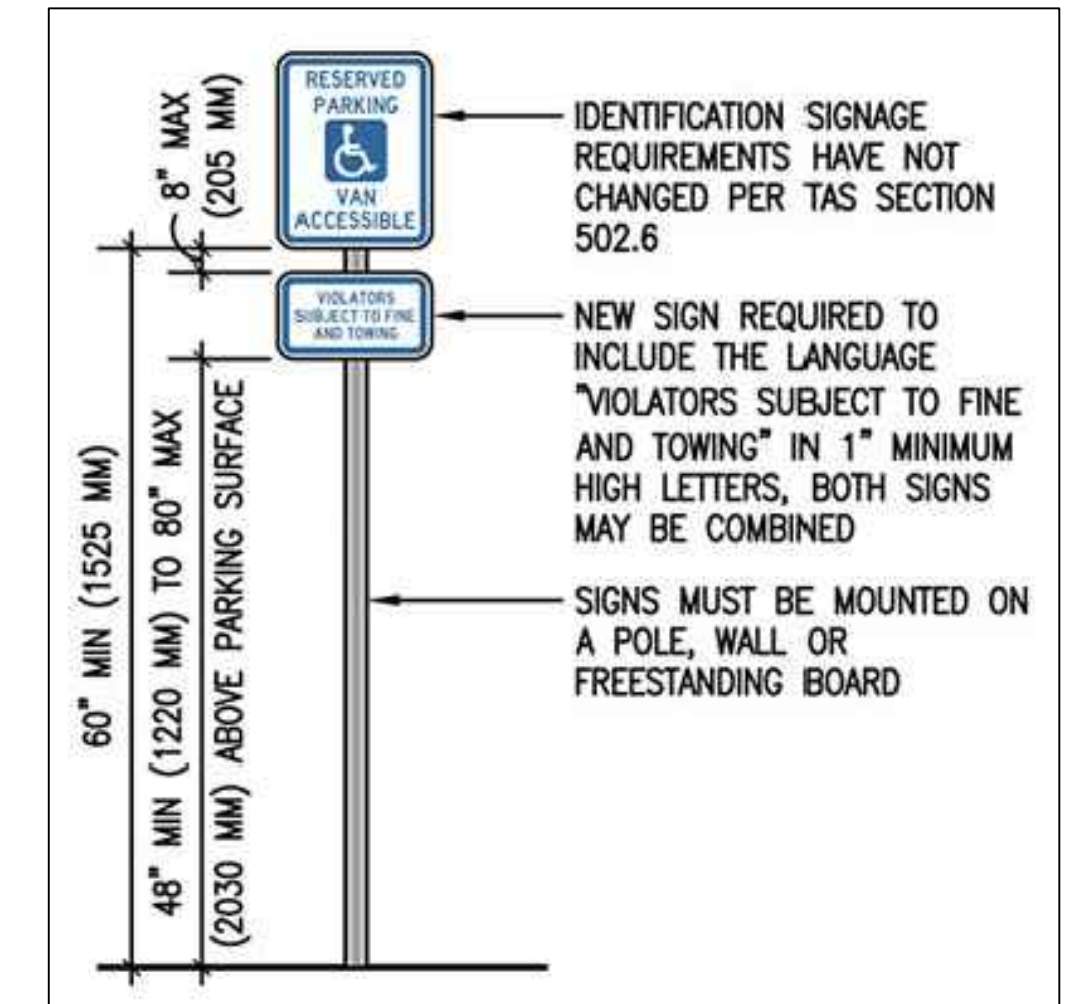 RESERVED
PARKING
VAN
ACCESSIBLE
VIOLATORS
SUBJECT TO FINE
AND TOWING
8" MAX
(205 MM)
60" MIN (1525 MM)
48" MIN (1220 MM) TO 80" MAX
(2030 MM) ABOVE PARKING SURFACE
IDENTIFICATION SIGNAGE
REQUIREMENTS HAVE NOT
CHANGED PER TAS SECTION
502.6
NEW SIGN REQUIRED TO
INCLUDE THE LANGUAGE
"VIOLATORS SUBJECT TO FINE
AND TOWING" IN 1" MINIMUM
HIGH LETTERS, BOTH SIGNS
MAY BE COMBINED
SIGNS MUST BE MOUNTED ON
A POLE, WALL OR
FREESTANDING BOARD